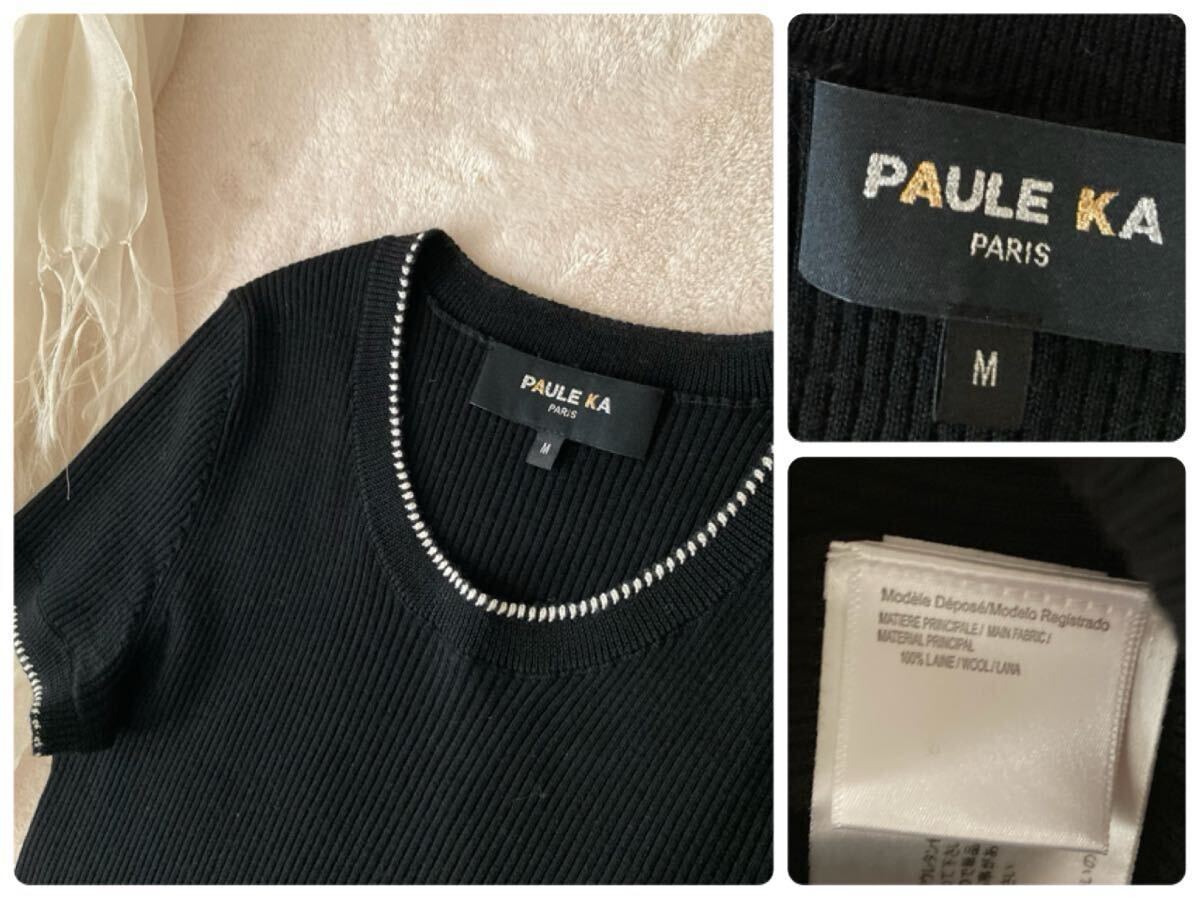 PAULE KA
PARIS
M
PAULE KA
PARIS
M
Modèle Déposé/Modelo Registrado
MATIERE PRINCIPALE / MAIN FABRIC /
MATERIAL PRINCIPAL
100% LAINE / WOOL / LANA